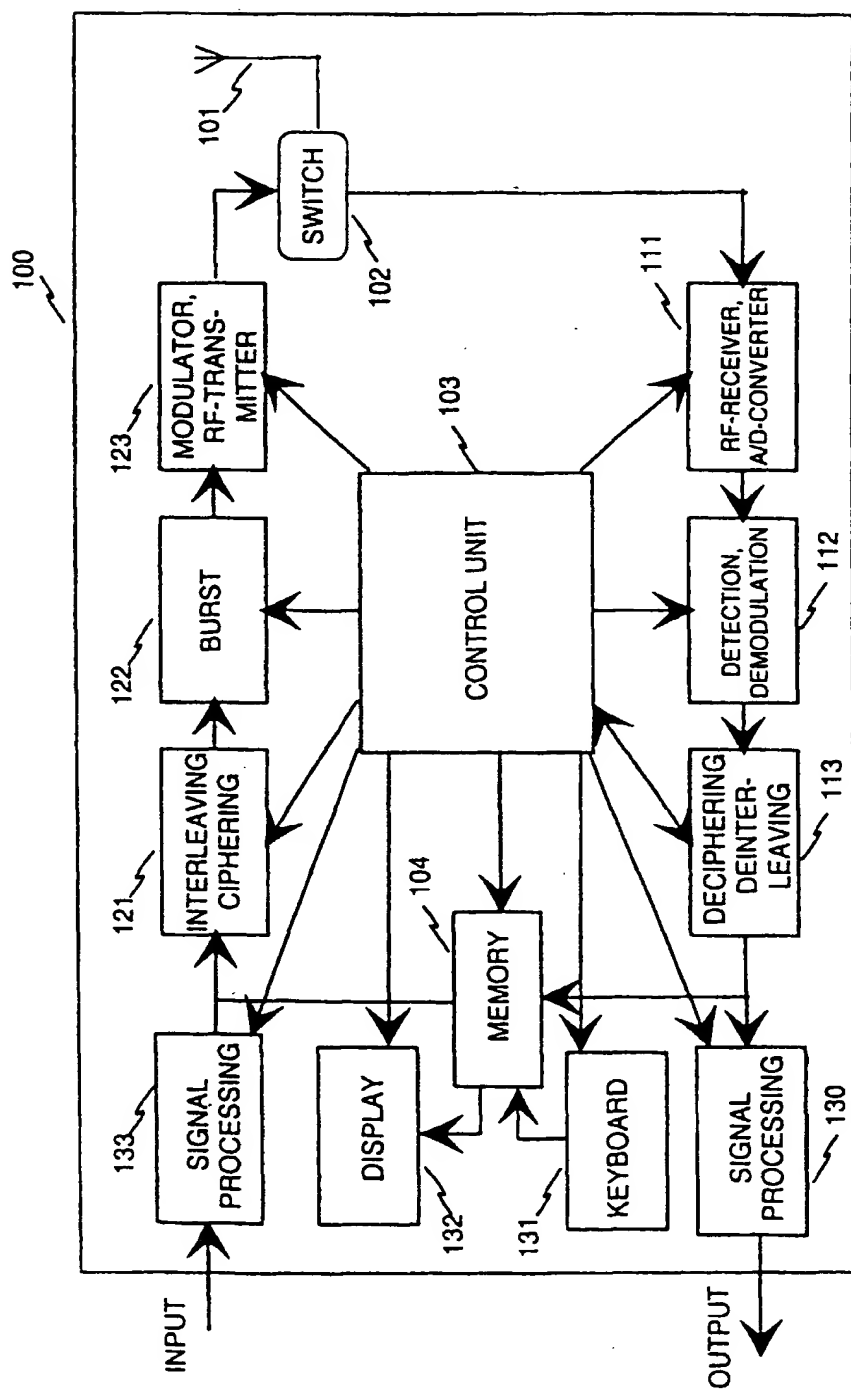 100
INPUT
133
SIGNAL
PROCESSING
121
INTERLEAVING
CIPHERING
122
BURST
123
MODULATOR,
RF-TRANS-
MITTER
101
SWITCH
102
132
DISPLAY
104
MEMORY
131
KEYBOARD
103
CONTROL UNIT
OUTPUT
SIGNAL
PROCESSING
130
DECIPHERING
DEINTER-
LEAVING
113
DETECTION,
DEMODULATION
112
111
RF-RECEIVER,
A/D-CONVERTER